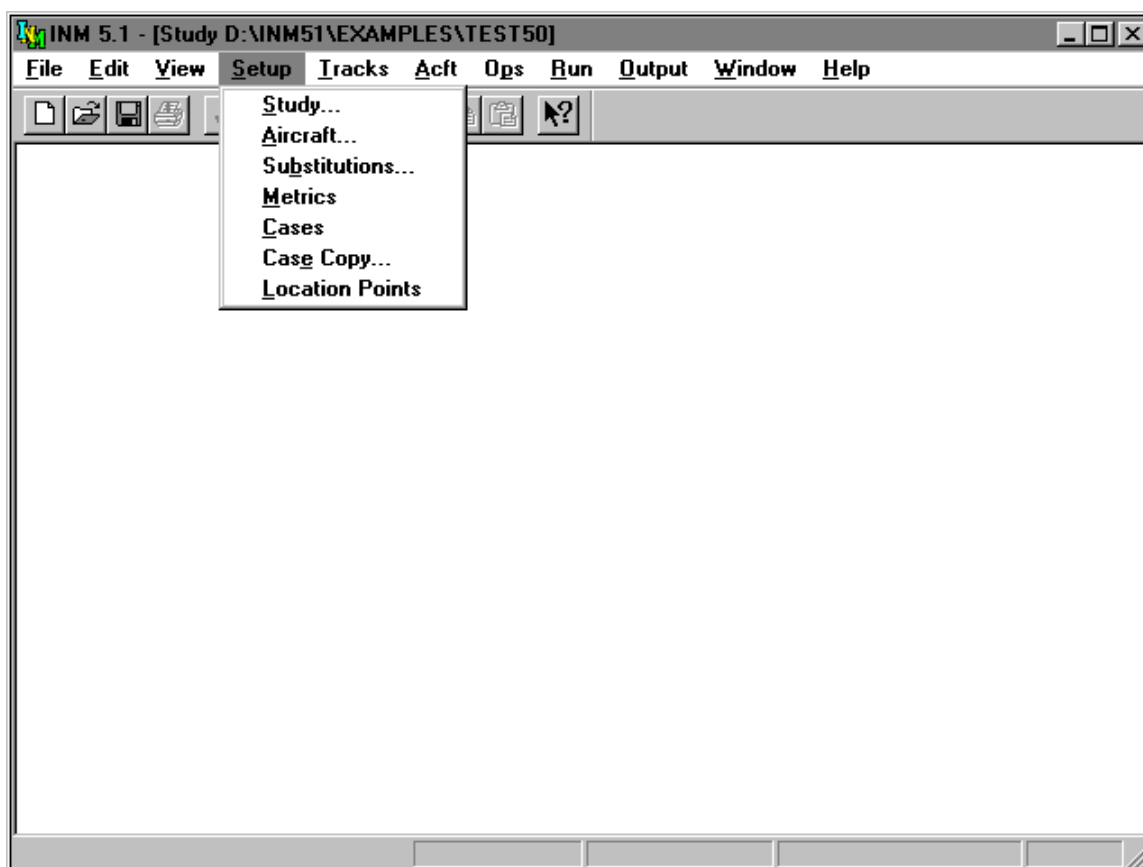 INM 5.1 - [Study D:\INM51\EXAMPLES\TEST50]
File Edit View Setup Tracks Acft Ops Run Output Window Help
Study...
Aircraft...
Substitutions...
Metrics
Cases
Case Copy...
Location Points